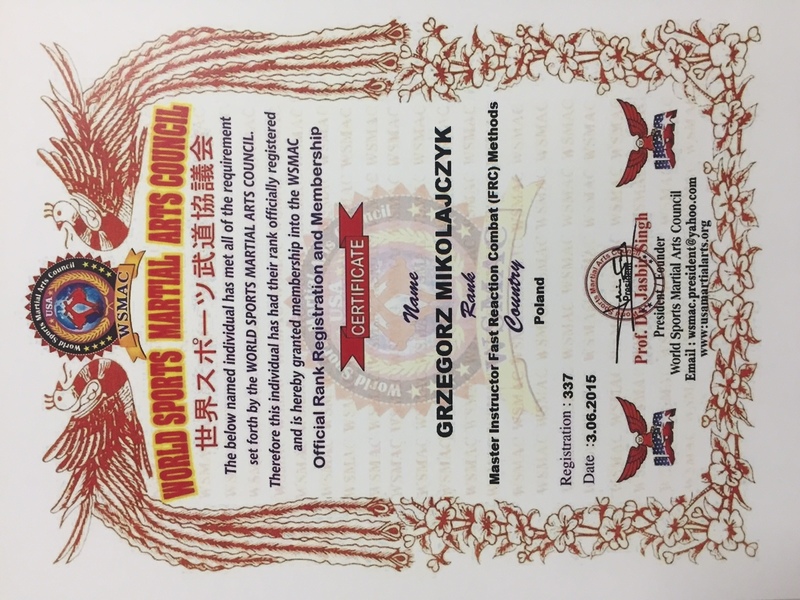 World Sports Martial Arts Council
USA
WSMAC
WORLD SPORTS MARTIAL ARTS COUNCIL
世界スポーツ武道協議会
The below named individual has met all of the requirement
set forth by the WORLD SPORTS MARTIAL ARTS COUNCIL.
Therefore this individual has had their rank officially registered
and is hereby granted membership into the WSMAC
Official Rank Registration and Membership
CERTIFICATE
Name
GRZEGORZ MIKOLAJCZYK
Rank
Master Instructor Fast Reaction Combat (FRC) Methods
Country
Poland
Registration : 337
Date :3.06.2015
Prof. Dr. Jasbir Singh
President / Founder
World Sports Martial Arts Council
Email : wsmac.president@yahoo.com
www.usamartialarts.org